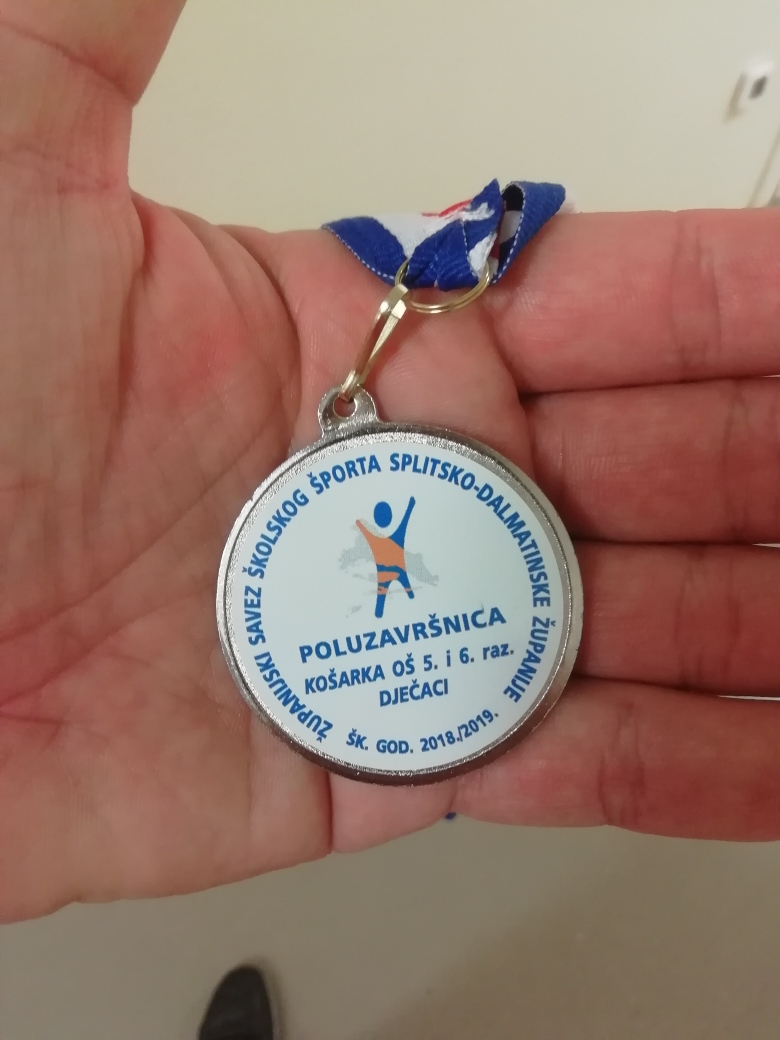 ŽUPANIJSKI SAVEZ ŠKOLSKOG ŠPORTA SPLITSKO-DALMATINSKE ŽUPANIJE
POLUZAVRŠNICA
KOŠARKA OŠ 5. i 6. raz.
DJEČACI
ŠK. GOD. 2018./2019.